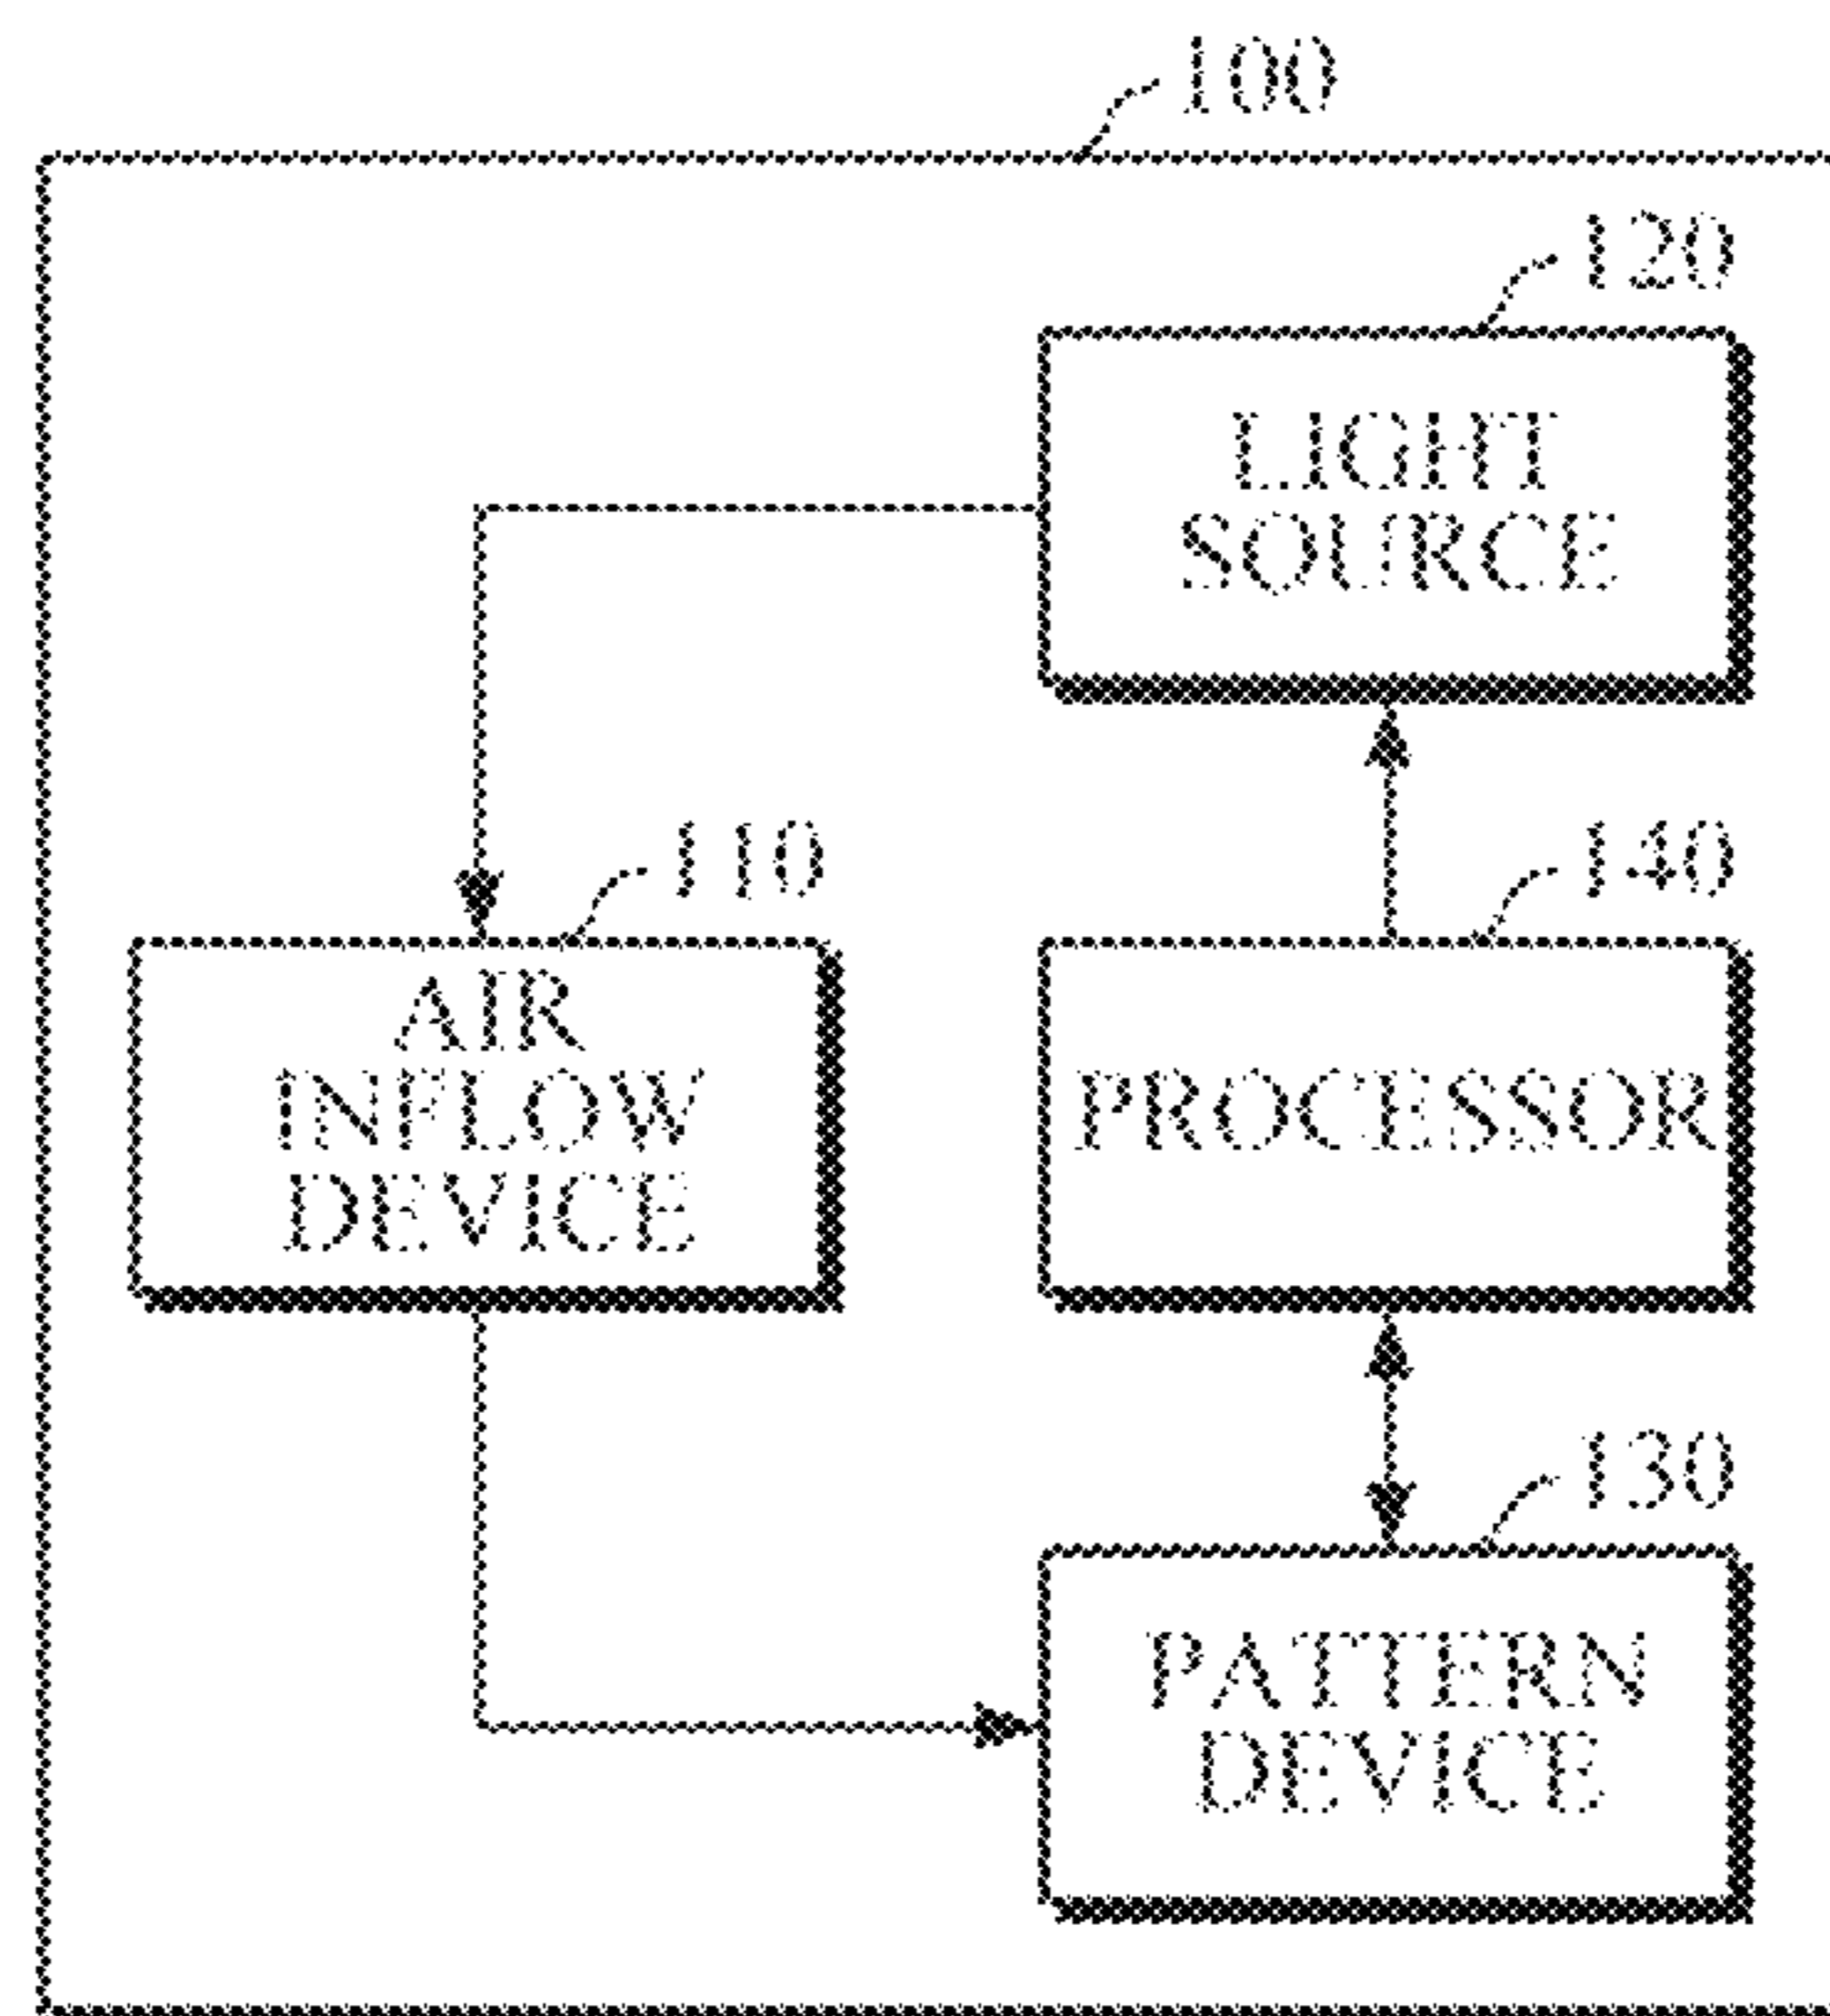 100
120
LIGHT
SOURCE
110
140
AIR
INFLOW
DEVICE
PROCESSOR
130
PATTERN
DEVICE